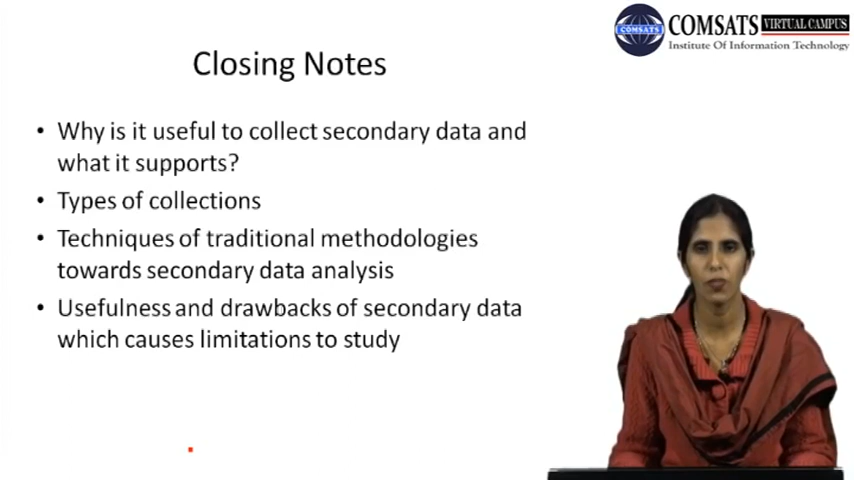 COMSATS
COMSATS VIRTUAL CAMPUS
Institute Of Information Technology
Closing Notes
• Why is it useful to collect secondary data and
what it supports?
• Types of collections
• Techniques of traditional methodologies
towards secondary data analysis
• Usefulness and drawbacks of secondary data
which causes limitations to study